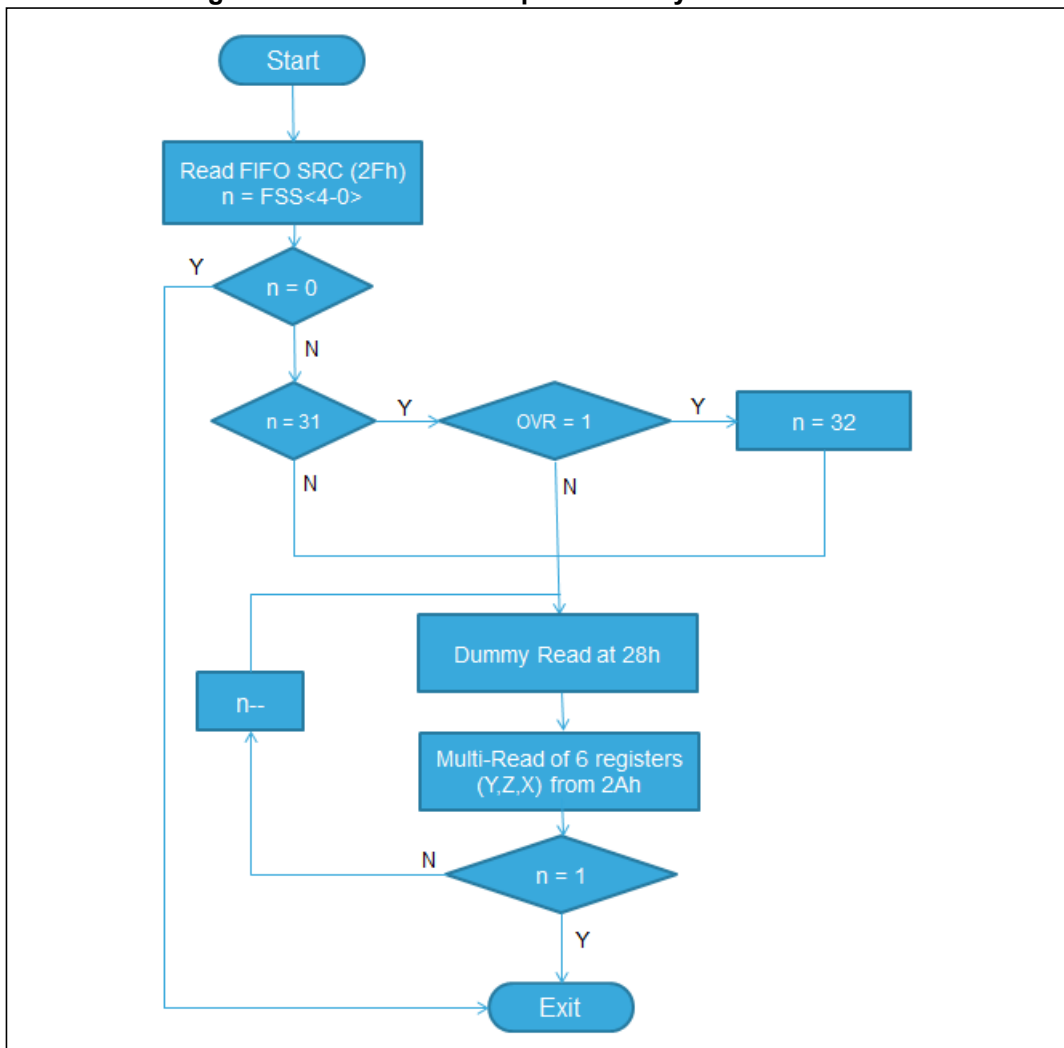 Start
Read FIFO SRC (2Fh)
n = FSS<4-0>
Y
n = 0
N
n = 31
Y
OVR = 1
Y
n = 32
N
N
Dummy Read at 28h
n--
Multi-Read of 6 registers
(Y,Z,X) from 2Ah
N
n = 1
Y
Exit